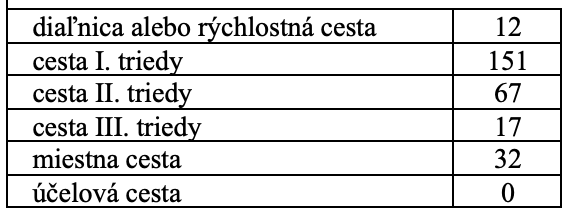 diaľnica alebo rýchlostná cesta 12
cesta I. triedy 151
cesta II. triedy 67
cesta III. triedy 17
miestna cesta 32
účelová cesta 0